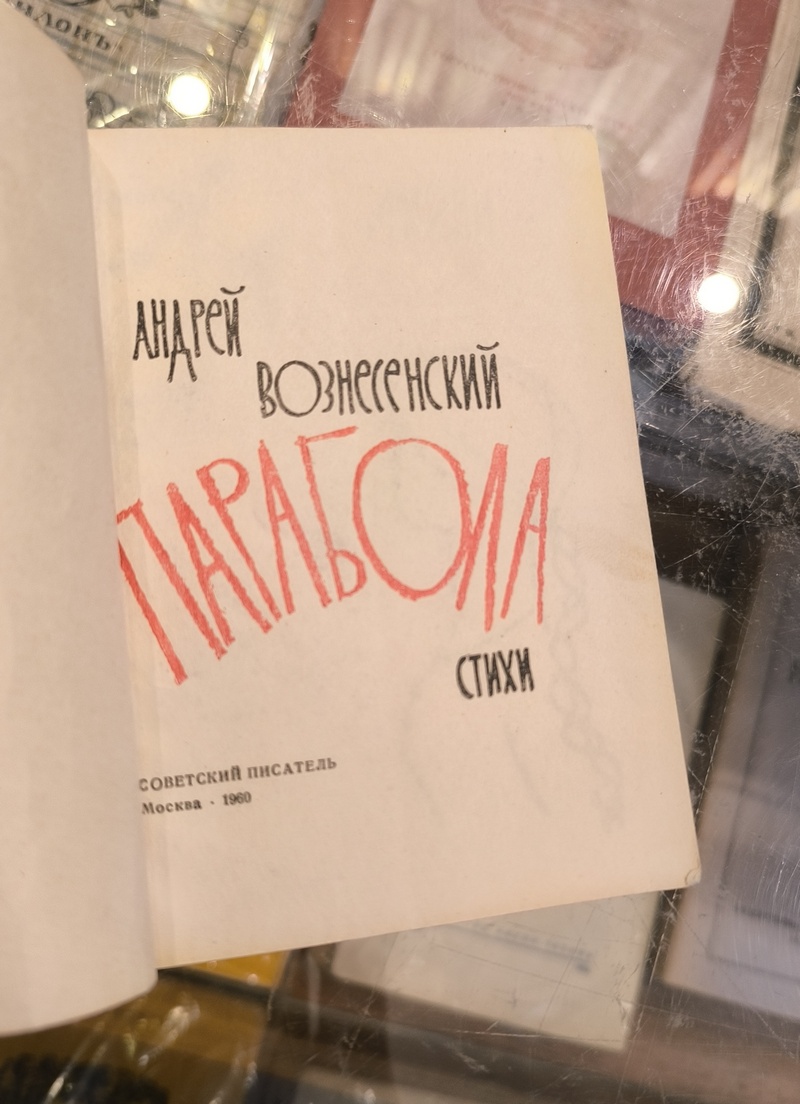 АНДРЕЙ
ВОЗНЕСЕНСКИЙ
ПАРАБОЛА
СТИХИ
СОВЕТСКИЙ ПИСАТЕЛЬ
Москва · 1960